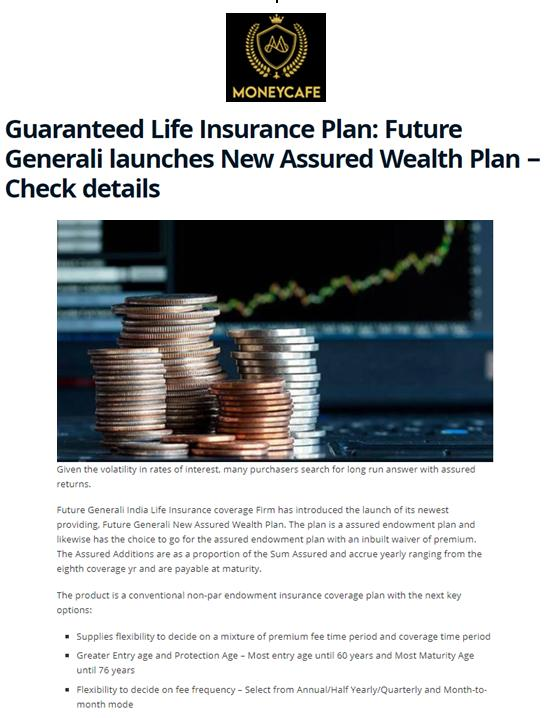 MONEYCAFE
Guaranteed Life Insurance Plan: Future
Generali launches New Assured Wealth Plan –
Check details
Given the volatility in rates of interest, many purchasers search for long run answer with assured
returns.
Future Generali India Life Insurance coverage Firm has introduced the launch of its newest
providing, Future Generali New Assured Wealth Plan. The plan is a assured endowment plan and
likewise has the choice to go for the assured endowment plan with an inbuilt waiver of premium.
The Assured Additions are as a proportion of the Sum Assured and accrue yearly ranging from the
eighth coverage yr and are payable at maturity.
The product is a conventional non-par endowment insurance coverage plan with the next key
options:
▪ Supplies flexibility to decide on a mixture of premium fee time period and coverage time period
▪ Greater Entry age and Protection Age – Most entry age until 60 years and Most Maturity Age
until 76 years
▪ Flexibility to decide on fee frequency – Select from Annual/Half Yearly/Quarterly and Month-to-
month mode